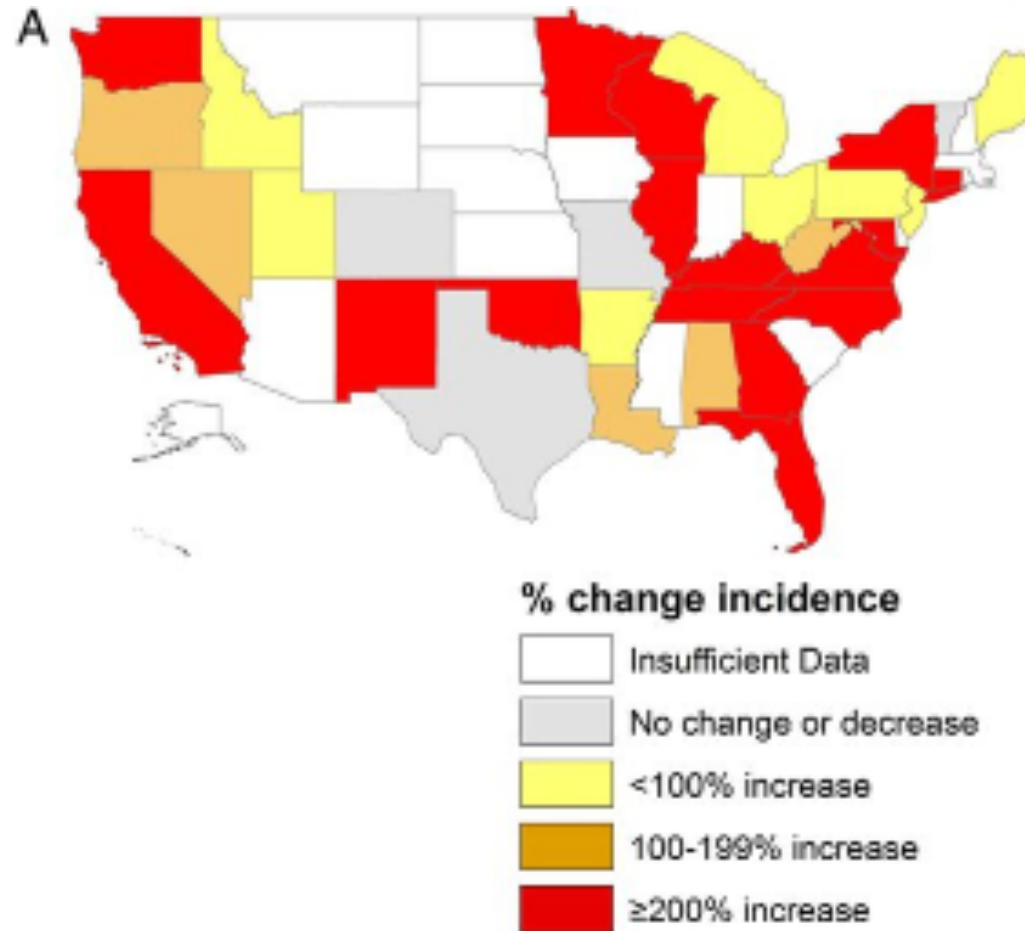 A
% change incidence
Insufficient Data
No change or decrease
<100% increase
100-199% increase
≥200% increase